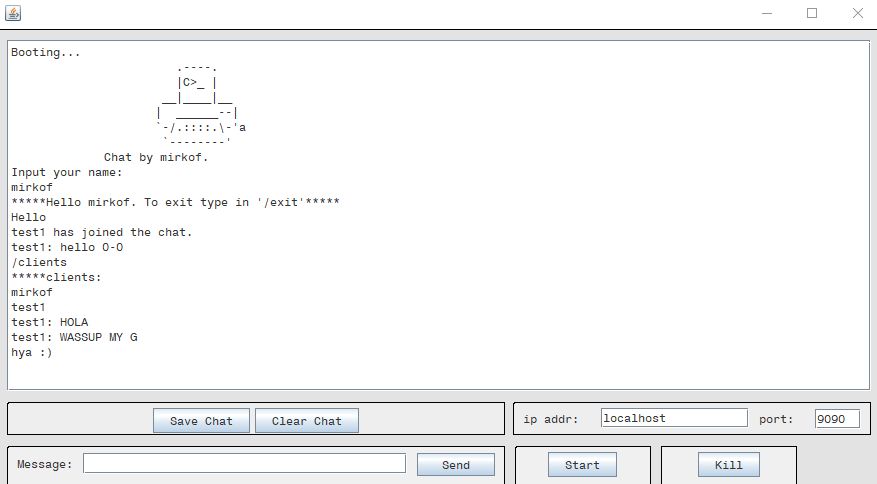 Booting...
.----.
|C>_ |
__|____|__
|  ______--|
`-/.::::.\-'a
`--------'
Chat by mirkof.
Input your name:
mirkof
*****Hello mirkof. To exit type in '/exit'*****
Hello
test1 has joined the chat.
test1: hello O-O
/clients
*****clients:
mirkof
test1
test1: HOLA
test1: WASSUP MY G
hya :)
Save Chat Clear Chat ip addr: localhost port: 9090
Message: Send Start Kill